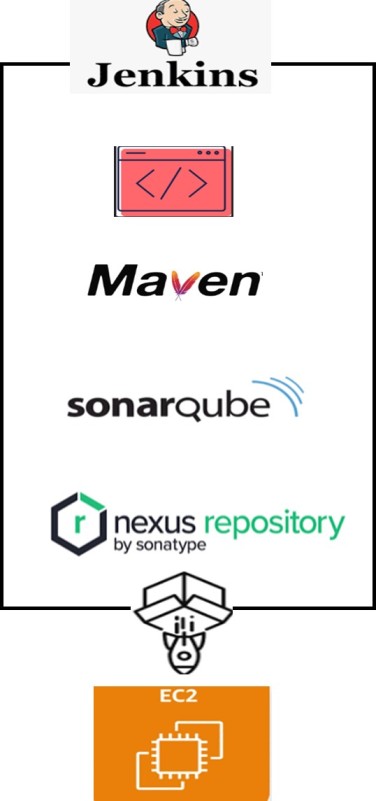 Jenkins
</>
Maven
sonarqube
r nexus repository
by sonatype
EC2